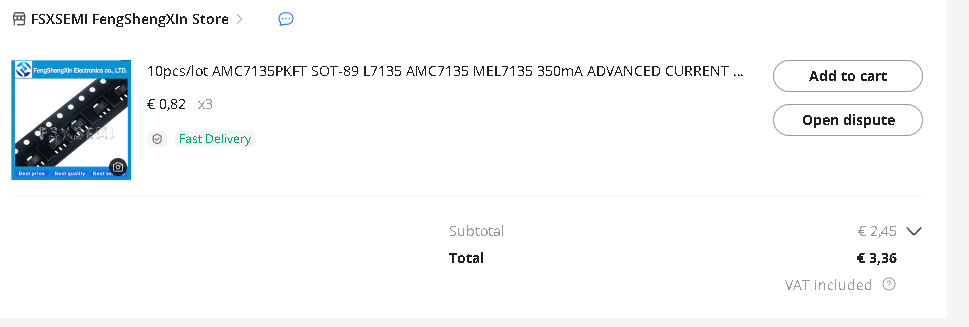 FSXSEMI FengShengXin Store
FengShengXin Electronics co., LTD.
FSXSEMI
Best price / Best quality / Best se
10pcs/lot AMC7135PKFT SOT-89 L7135 AMC7135 MEL7135 350mA ADVANCED CURRENT ...
€ 0,82 x3
Fast Delivery
Add to cart
Open dispute
Subtotal € 2,45
Total € 3,36
VAT included ?